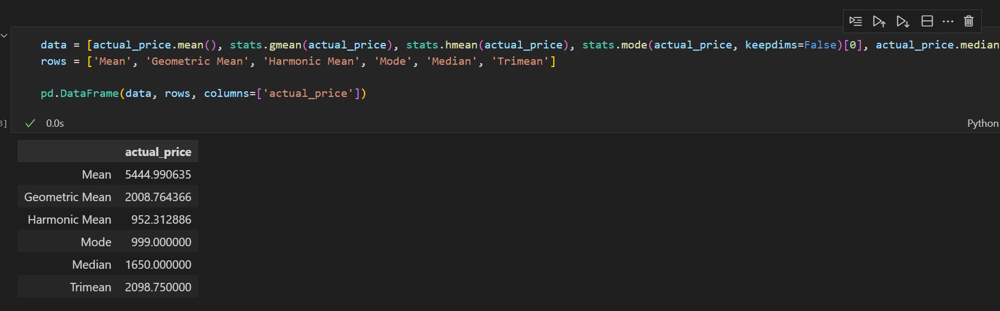 data = [actual_price.mean(), stats.gmean(actual_price), stats.hmean(actual_price), stats.mode(actual_price, keepdims=False)[0], actual_price.median
rows = ['Mean', 'Geometric Mean', 'Harmonic Mean', 'Mode', 'Median', 'Trimean']
pd.DataFrame(data, rows, columns=['actual_price'])
3] 0.0s Python
actual_price
Mean 5444.990635
Geometric Mean 2008.764366
Harmonic Mean 952.312886
Mode 999.000000
Median 1650.000000
Trimean 2098.750000